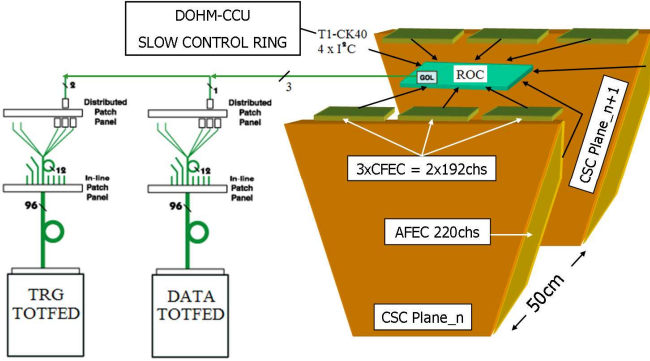 DOHM-CCU
SLOW CONTROL RING
T1-CK40
4 x I²C
GOL
ROC
2
1
3
Distributed
Patch
Panel
Distributed
Patch
Panel
12
12
In-line
Patch
Panel
In-line
Patch
Panel
96
96
TRG
TOTFED
DATA
TOTFED
3xCFEC = 2x192chs
AFEC 220chs
CSC Plane_n
CSC Plane_n+1
50cm